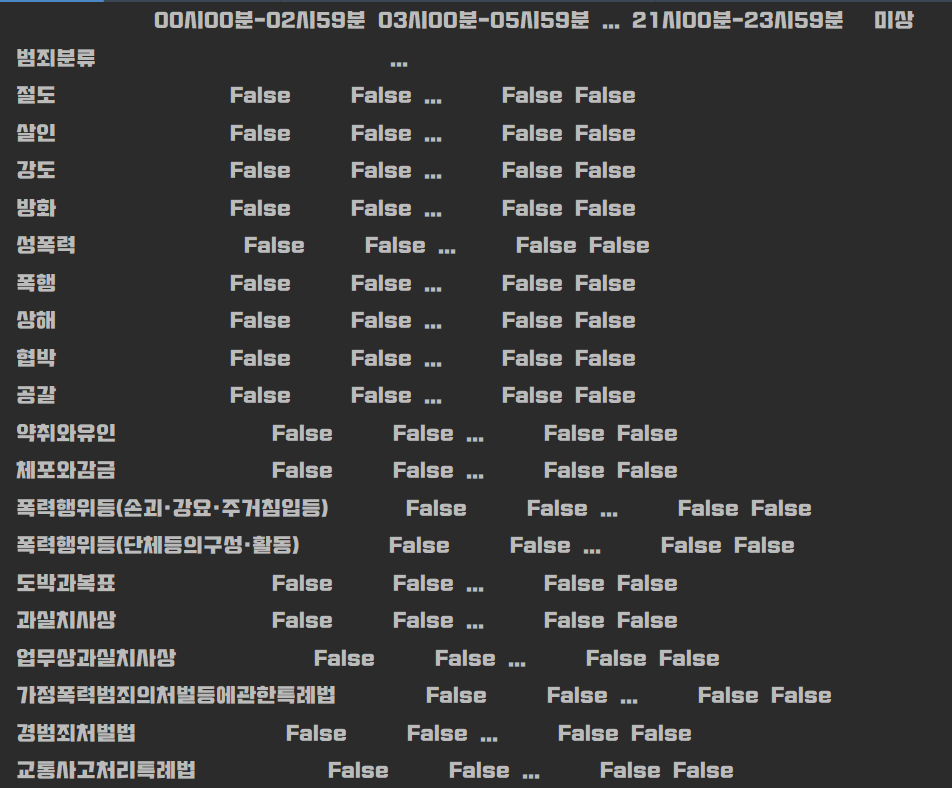 00시00분-02시59분 03시00분-05시59분 ... 21시00분-23시59분 미상
범죄분류 ...
절도 False False ... False False
살인 False False ... False False
강도 False False ... False False
방화 False False ... False False
성폭력 False False ... False False
폭행 False False ... False False
상해 False False ... False False
협박 False False ... False False
공갈 False False ... False False
약취와유인 False False ... False False
체포와감금 False False ... False False
폭력행위등(손괴·강요·주거침입등) False False ... False False
폭력행위등(단체등의구성·활동) False False ... False False
도박과복표 False False ... False False
과실치사상 False False ... False False
업무상과실치사상 False False ... False False
가정폭력범죄의처벌등에관한특례법 False False ... False False
경범죄처벌법 False False ... False False
교통사고처리특례법 False False ... False False